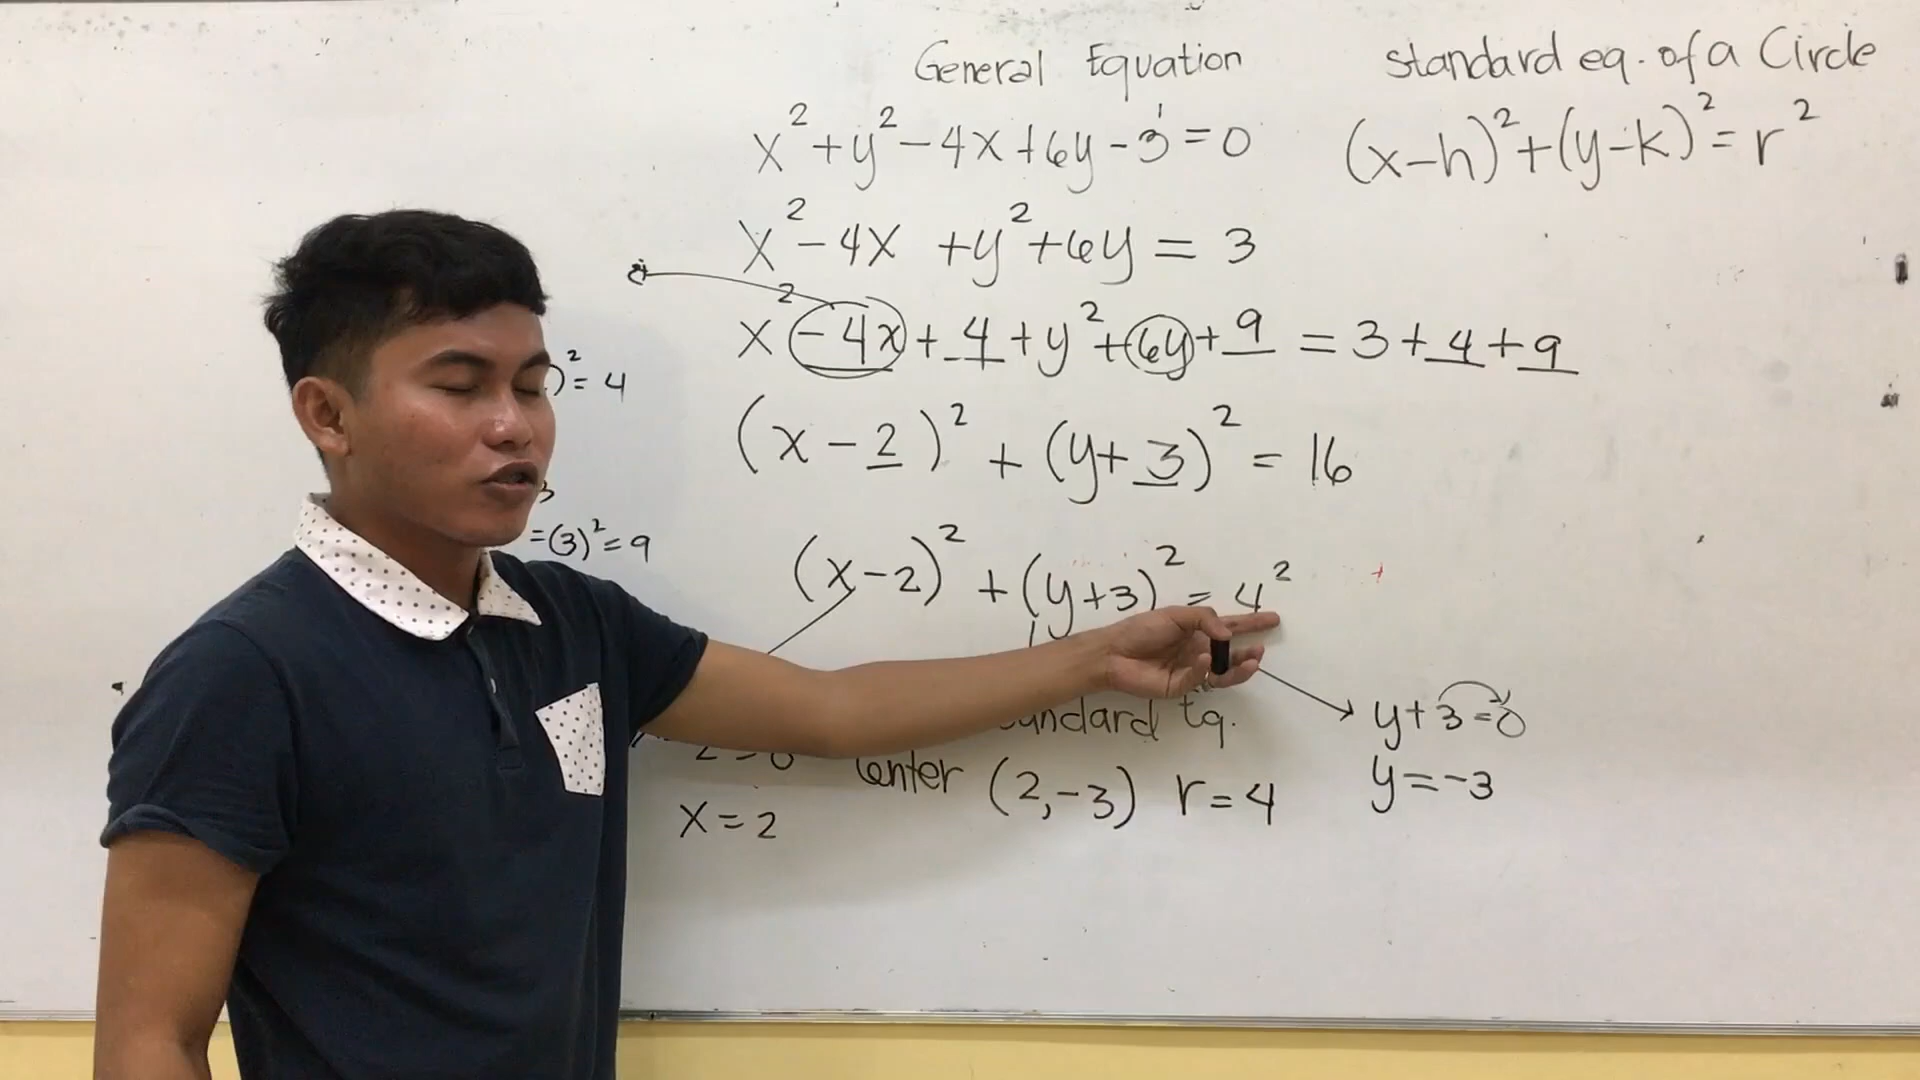 General Equation
Standard eq. of a Circle
x² + y² - 4x + 6y - 3 = 0
(x-h)² + (y-k)² = r²
x² - 4x + y² + 6y = 3
x² - 4x + 4 + y² + 6y + 9 = 3 + 4 + 9
)² = 4
(x - 2)² + (y + 3)² = 16
3
= (3)² = 9
(x-2)² + (y+3)² = 4²
Eq.
y + 3 = 0
Center (2, -3) r = 4
y = -3
x = 2